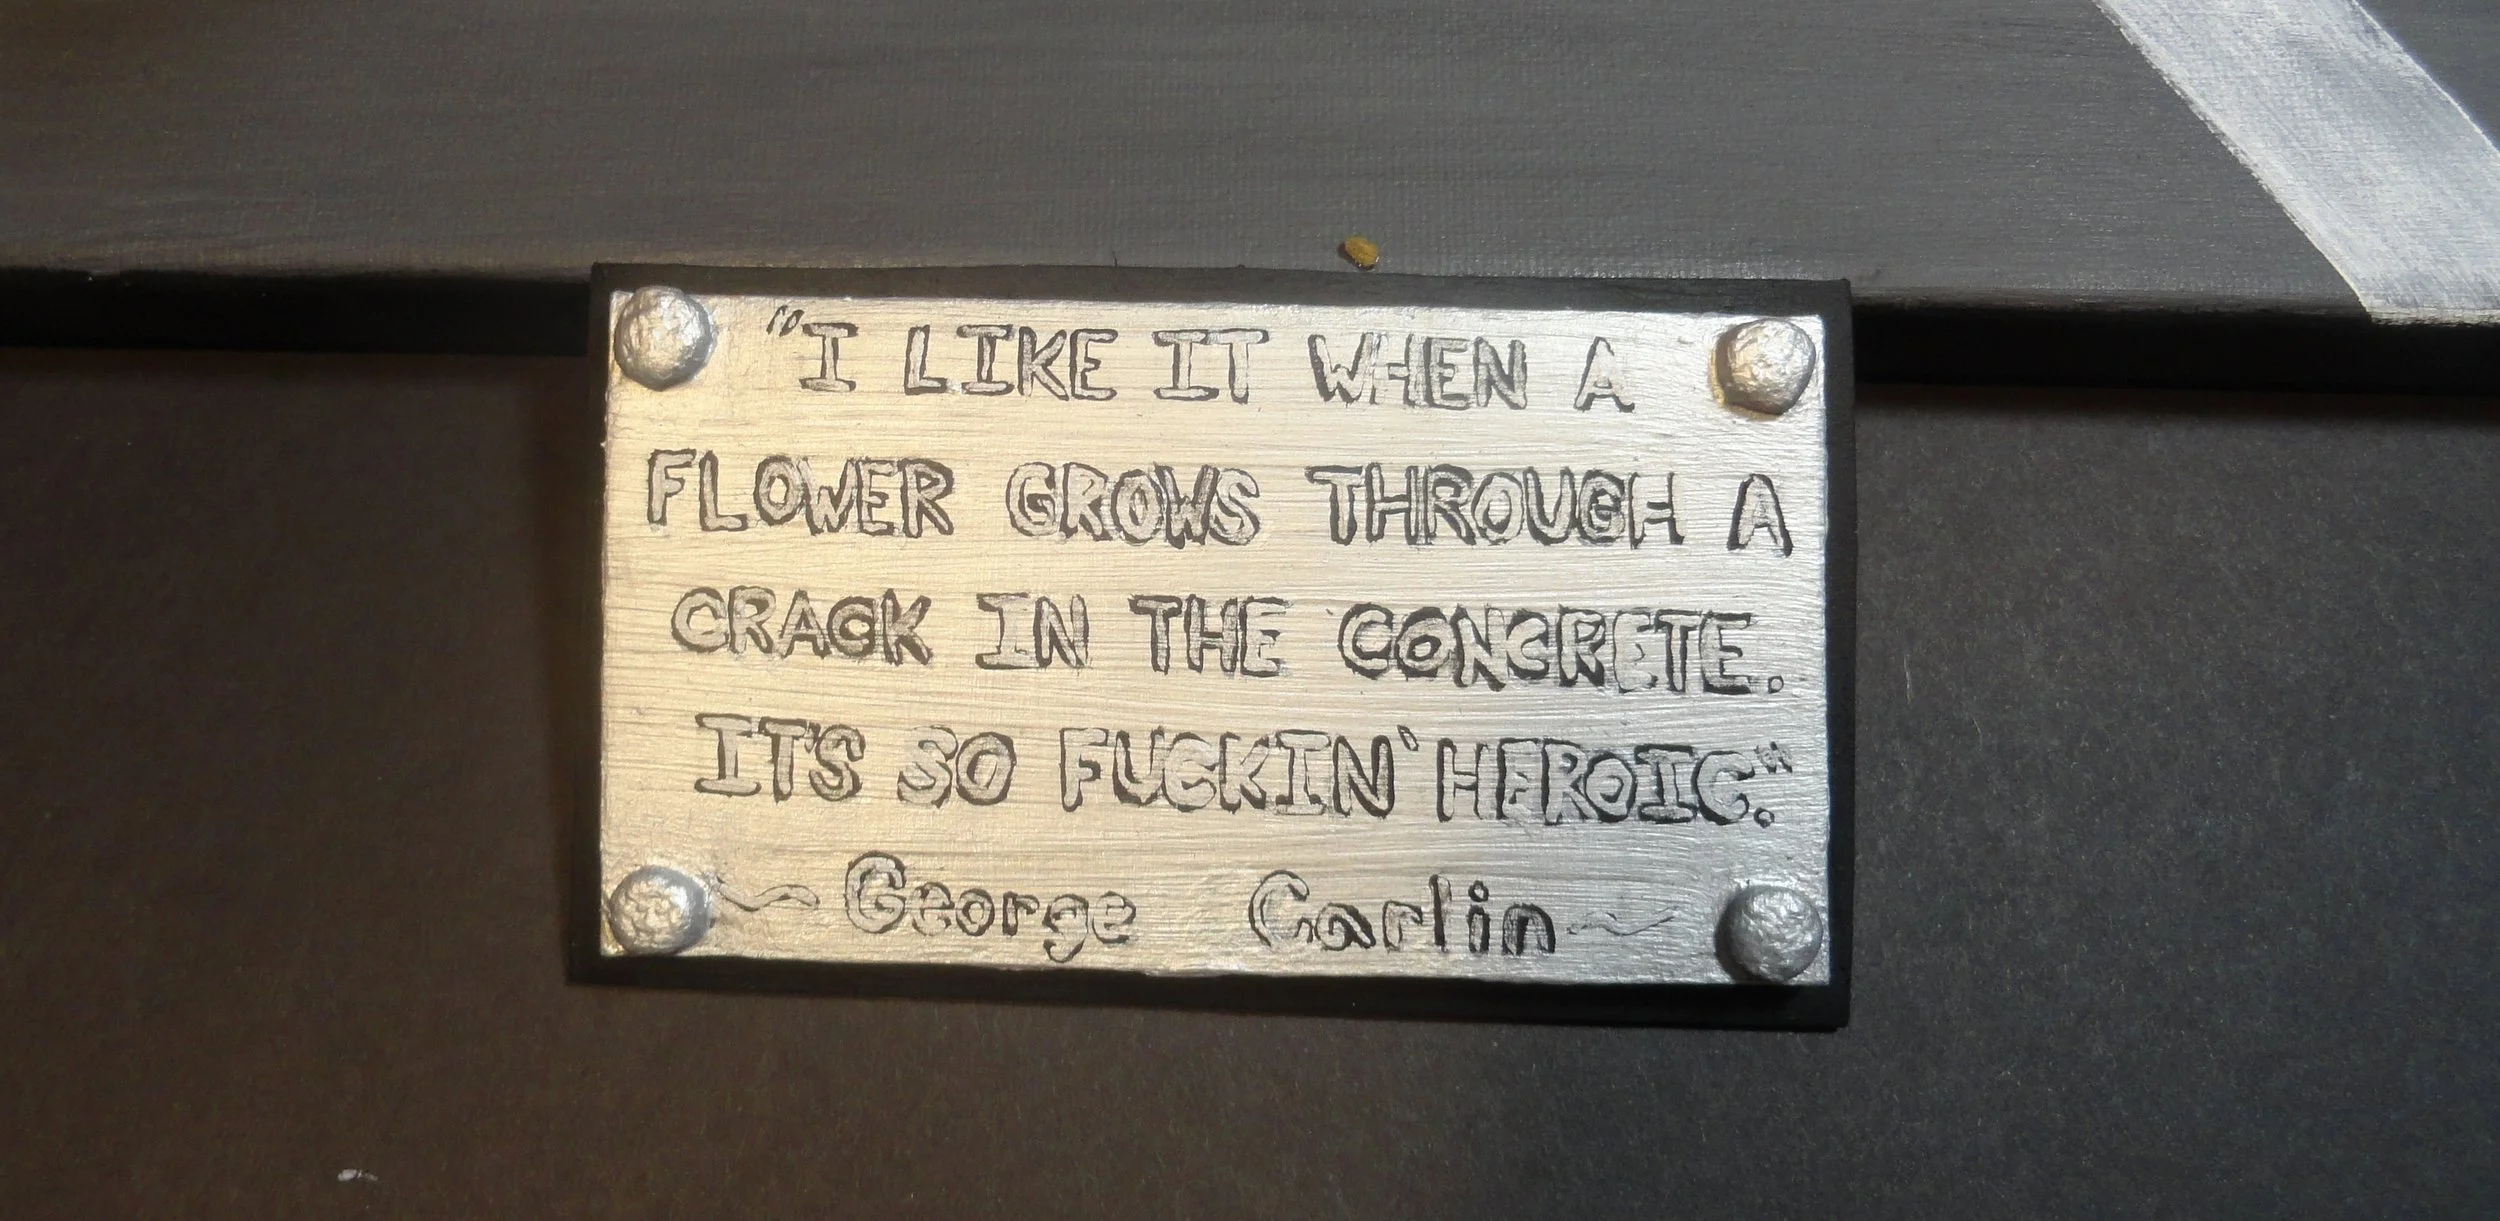 "I LIKE IT WHEN A
FLOWER GROWS THROUGH A
CRACK IN THE CONCRETE.
IT'S SO FUCKIN' HEROIC."
~ George Carlin ~